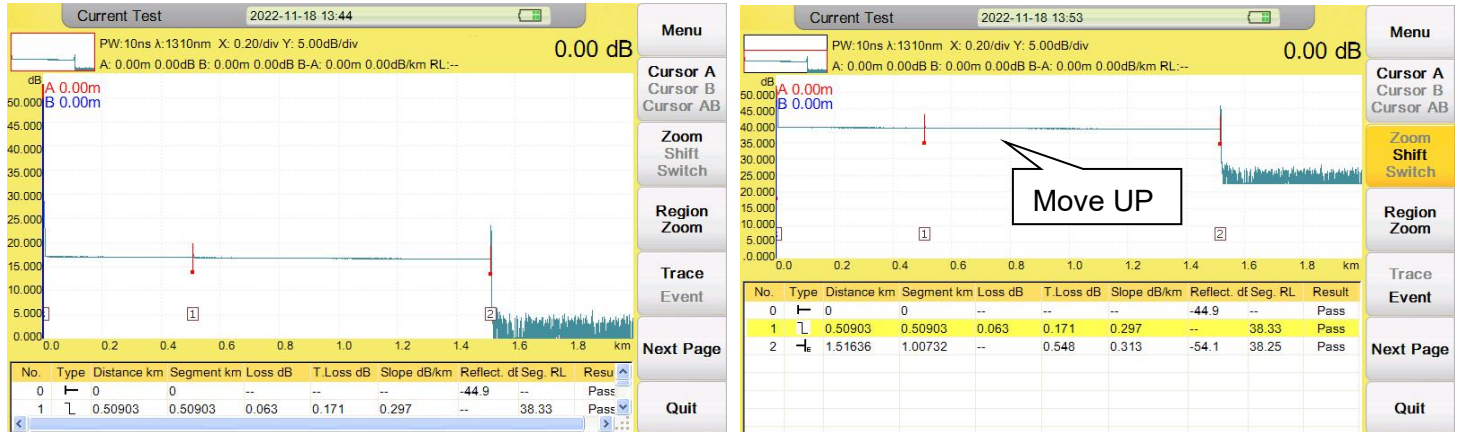 Current Test 2022-11-18 13:44
PW:10ns λ:1310nm X: 0.20/div Y: 5.00dB/div
0.00 dB
A: 0.00m 0.00dB B: 0.00m 0.00dB B-A: 0.00m 0.00dB/km RL:--
dB
A 0.00m
B 0.00m
50.000
45.000
40.000
35.000
30.000
25.000
20.000
15.000
10.000
5.000
0.000
1
2
0.0 0.2 0.4 0.6 0.8 1.0 1.2 1.4 1.6 1.8 km
No. Type Distance km Segment km Loss dB T.Loss dB Slope dB/km Reflect. dE Seg. RL Resu
0 0 0 -- -- -- -44.9 -- Pass
1 0.50903 0.50903 0.063 0.171 0.297 -- 38.33 Pass
Menu
Cursor A
Cursor B
Cursor AB
Zoom
Shift
Switch
Region
Zoom
Trace
Event
Next Page
Quit
Current Test 2022-11-18 13:53
PW:10ns λ:1310nm X: 0.20/div Y: 5.00dB/div
0.00 dB
A: 0.00m 0.00dB B: 0.00m 0.00dB B-A: 0.00m 0.00dB/km RL:--
dB
A 0.00m
B 0.00m
50.000
45.000
40.000
35.000
30.000
25.000
20.000
15.000
10.000
5.000
.0.000
Move UP
1
2
0.0 0.2 0.4 0.6 0.8 1.0 1.2 1.4 1.6 1.8 km
No. Type Distance km Segment km Loss dB T.Loss dB Slope dB/km Reflect. dE Seg. RL Result
0 0 0 -- -- -- -44.9 -- Pass
1 0.50903 0.50903 0.063 0.171 0.297 -- 38.33 Pass
2 E 1.51636 1.00732 -- 0.548 0.313 -54.1 38.25 Pass
Menu
Cursor A
Cursor B
Cursor AB
Zoom
Shift
Switch
Region
Zoom
Trace
Event
Next Page
Quit